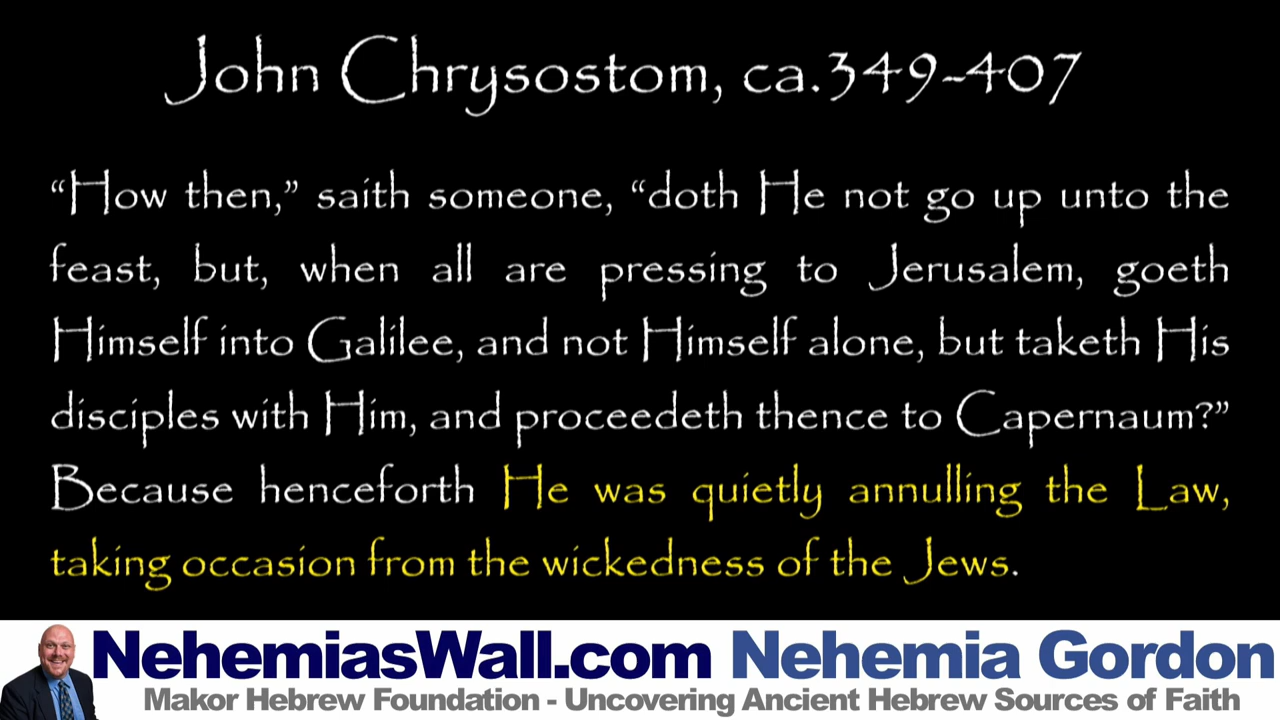 John Chrysostom, ca.349-407
“How then,” saith someone, “doth He not go up unto the
feast, but, when all are pressing to Jerusalem, goeth
Himself into Galilee, and not Himself alone, but taketh His
disciples with Him, and proceedeth thence to Capernaum?”
Because henceforth He was quietly annulling the Law,
taking occasion from the wickedness of the Jews.
NehemiasWall.com Nehemia Gordon
Makor Hebrew Foundation - Uncovering Ancient Hebrew Sources of Faith